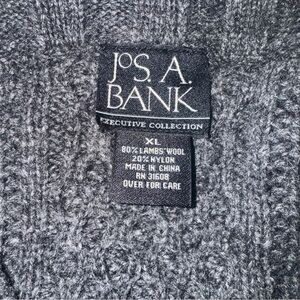 JOS. A.
BANK
EXECUTIVE COLLECTION
XL
80% LAMBS' WOOL
20% NYLON
MADE IN CHINA
RN 31608
OVER FOR CARE